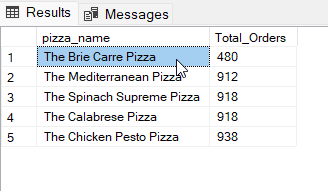 Results Messages
pizza_name Total_Orders
1 The Brie Carre Pizza 480
2 The Mediterranean Pizza 912
3 The Spinach Supreme Pizza 918
4 The Calabrese Pizza 918
5 The Chicken Pesto Pizza 938